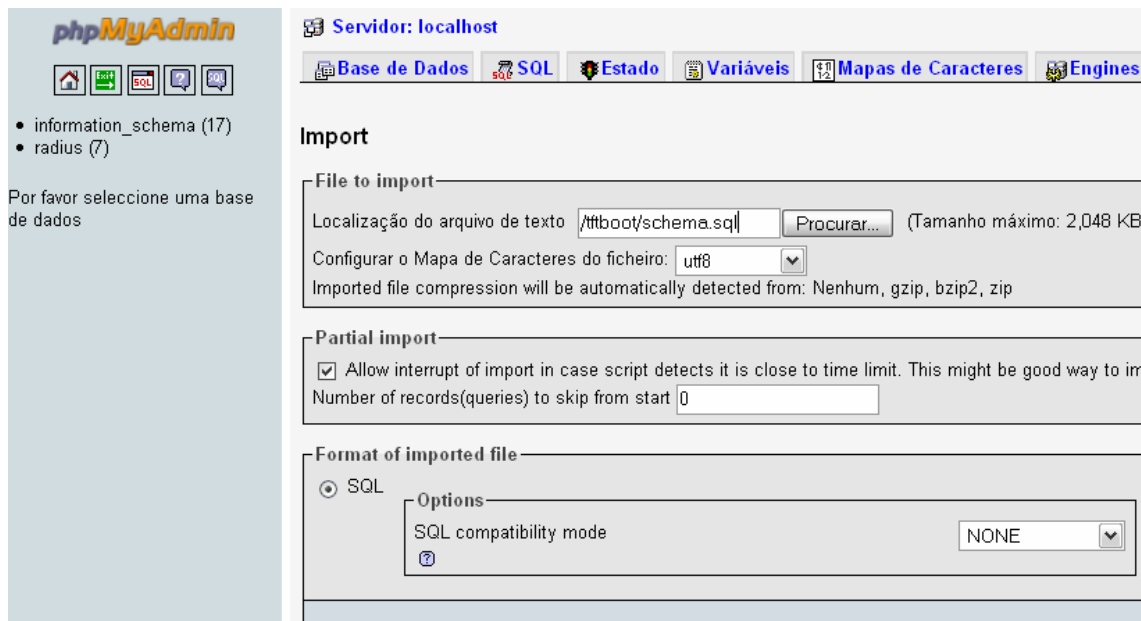 phpMyAdmin
Exit SQL ? SQL
• information_schema (17)
• radius (7)
Por favor seleccione uma base
de dados
Servidor: localhost
Base de Dados SQL Estado Variáveis Mapas de Caracteres Engines
Import
File to import
Localização do arquivo de texto /tftboot/schema.sql Procurar... (Tamanho máximo: 2,048 KB
Configurar o Mapa de Caracteres do ficheiro: utf8
Imported file compression will be automatically detected from: Nenhum, gzip, bzip2, zip
Partial import
Allow interrupt of import in case script detects it is close to time limit. This might be good way to im
Number of records(queries) to skip from start 0
Format of imported file
SQL
Options
SQL compatibility mode NONE
?